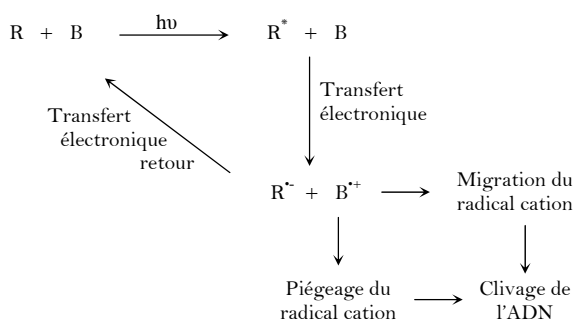 R + B hυ R* + B
Transfert
électronique
retour
Transfert
électronique
R•- + B•+
Migration du
radical cation
Piégeage du
radical cation
Clivage de
l'ADN